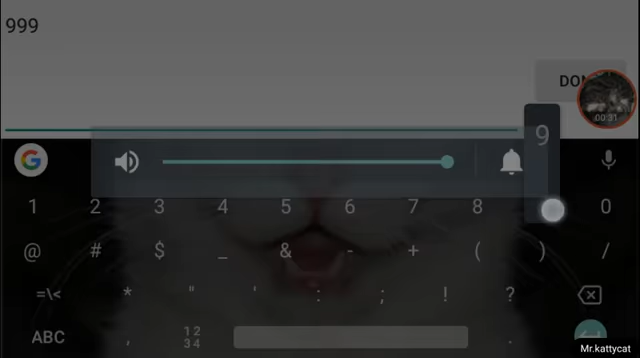 999
DON
00:31
9
G
1 2 3 4 5 6 7 8 0
@ # $ _ & - + ( ) /
=\< * " ' : ; ! ? 
ABC , 12 .
34
Mr.kattycat